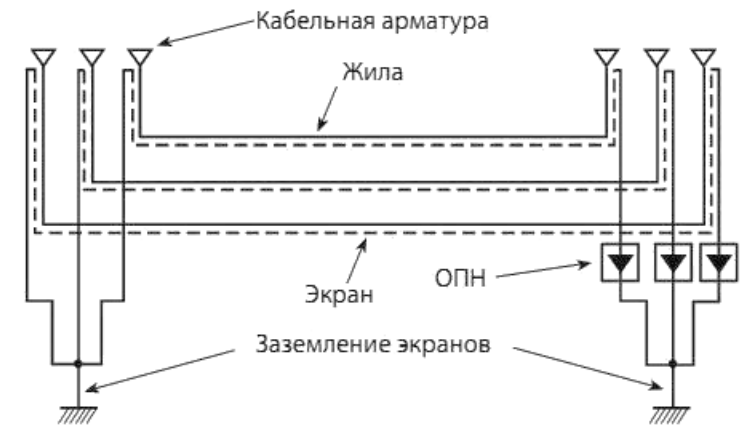 Кабельная арматура
Жила
ОПН
Экран
Заземление экранов